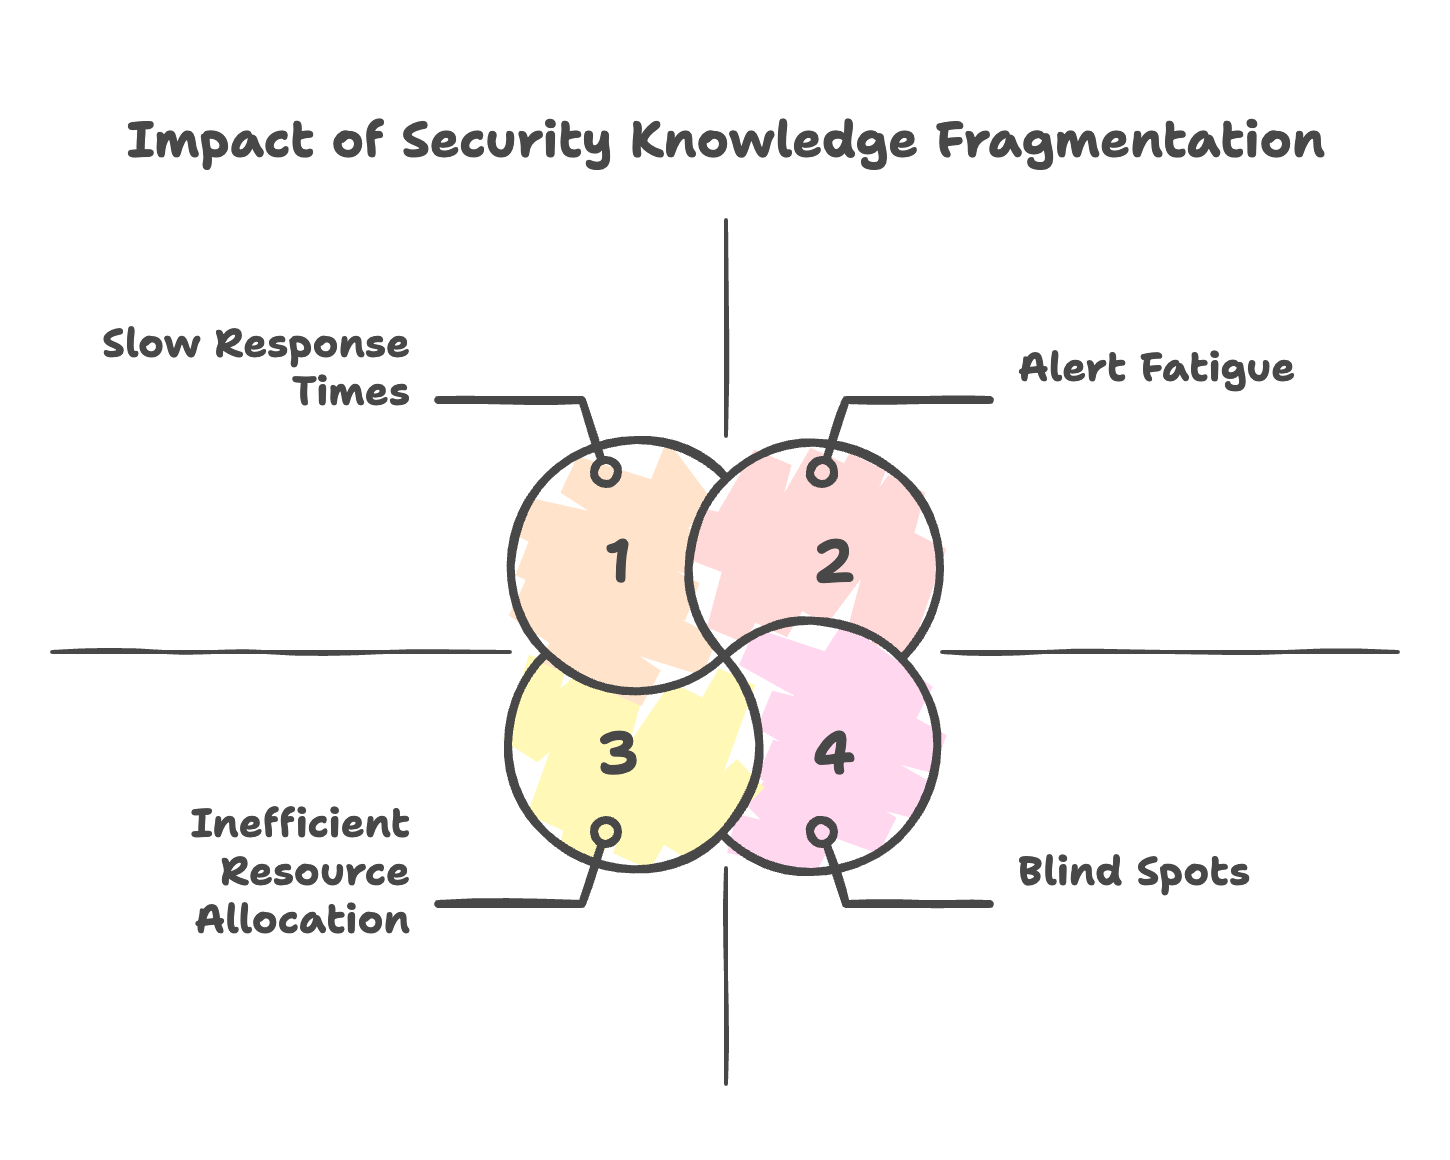 Impact of Security Knowledge Fragmentation
Slow Response
Times
Alert Fatigue
1
2
3
4
Inefficient
Resource
Allocation
Blind Spots